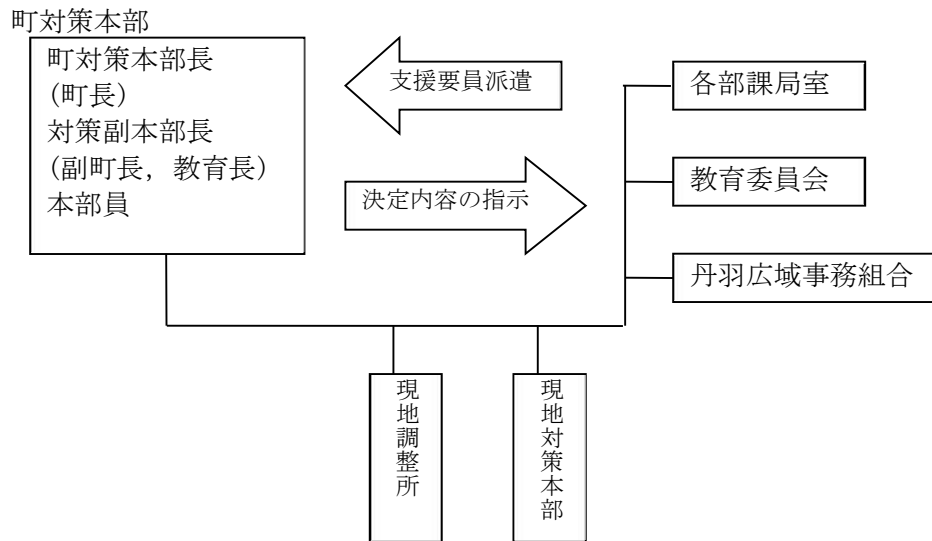 町対策本部
町対策本部長
(町長)
対策副本部長
(副町長，教育長)
本部員
支援要員派遣
決定内容の指示
各部課局室
教育委員会
丹羽広域事務組合
現地調整所
現地対策本部